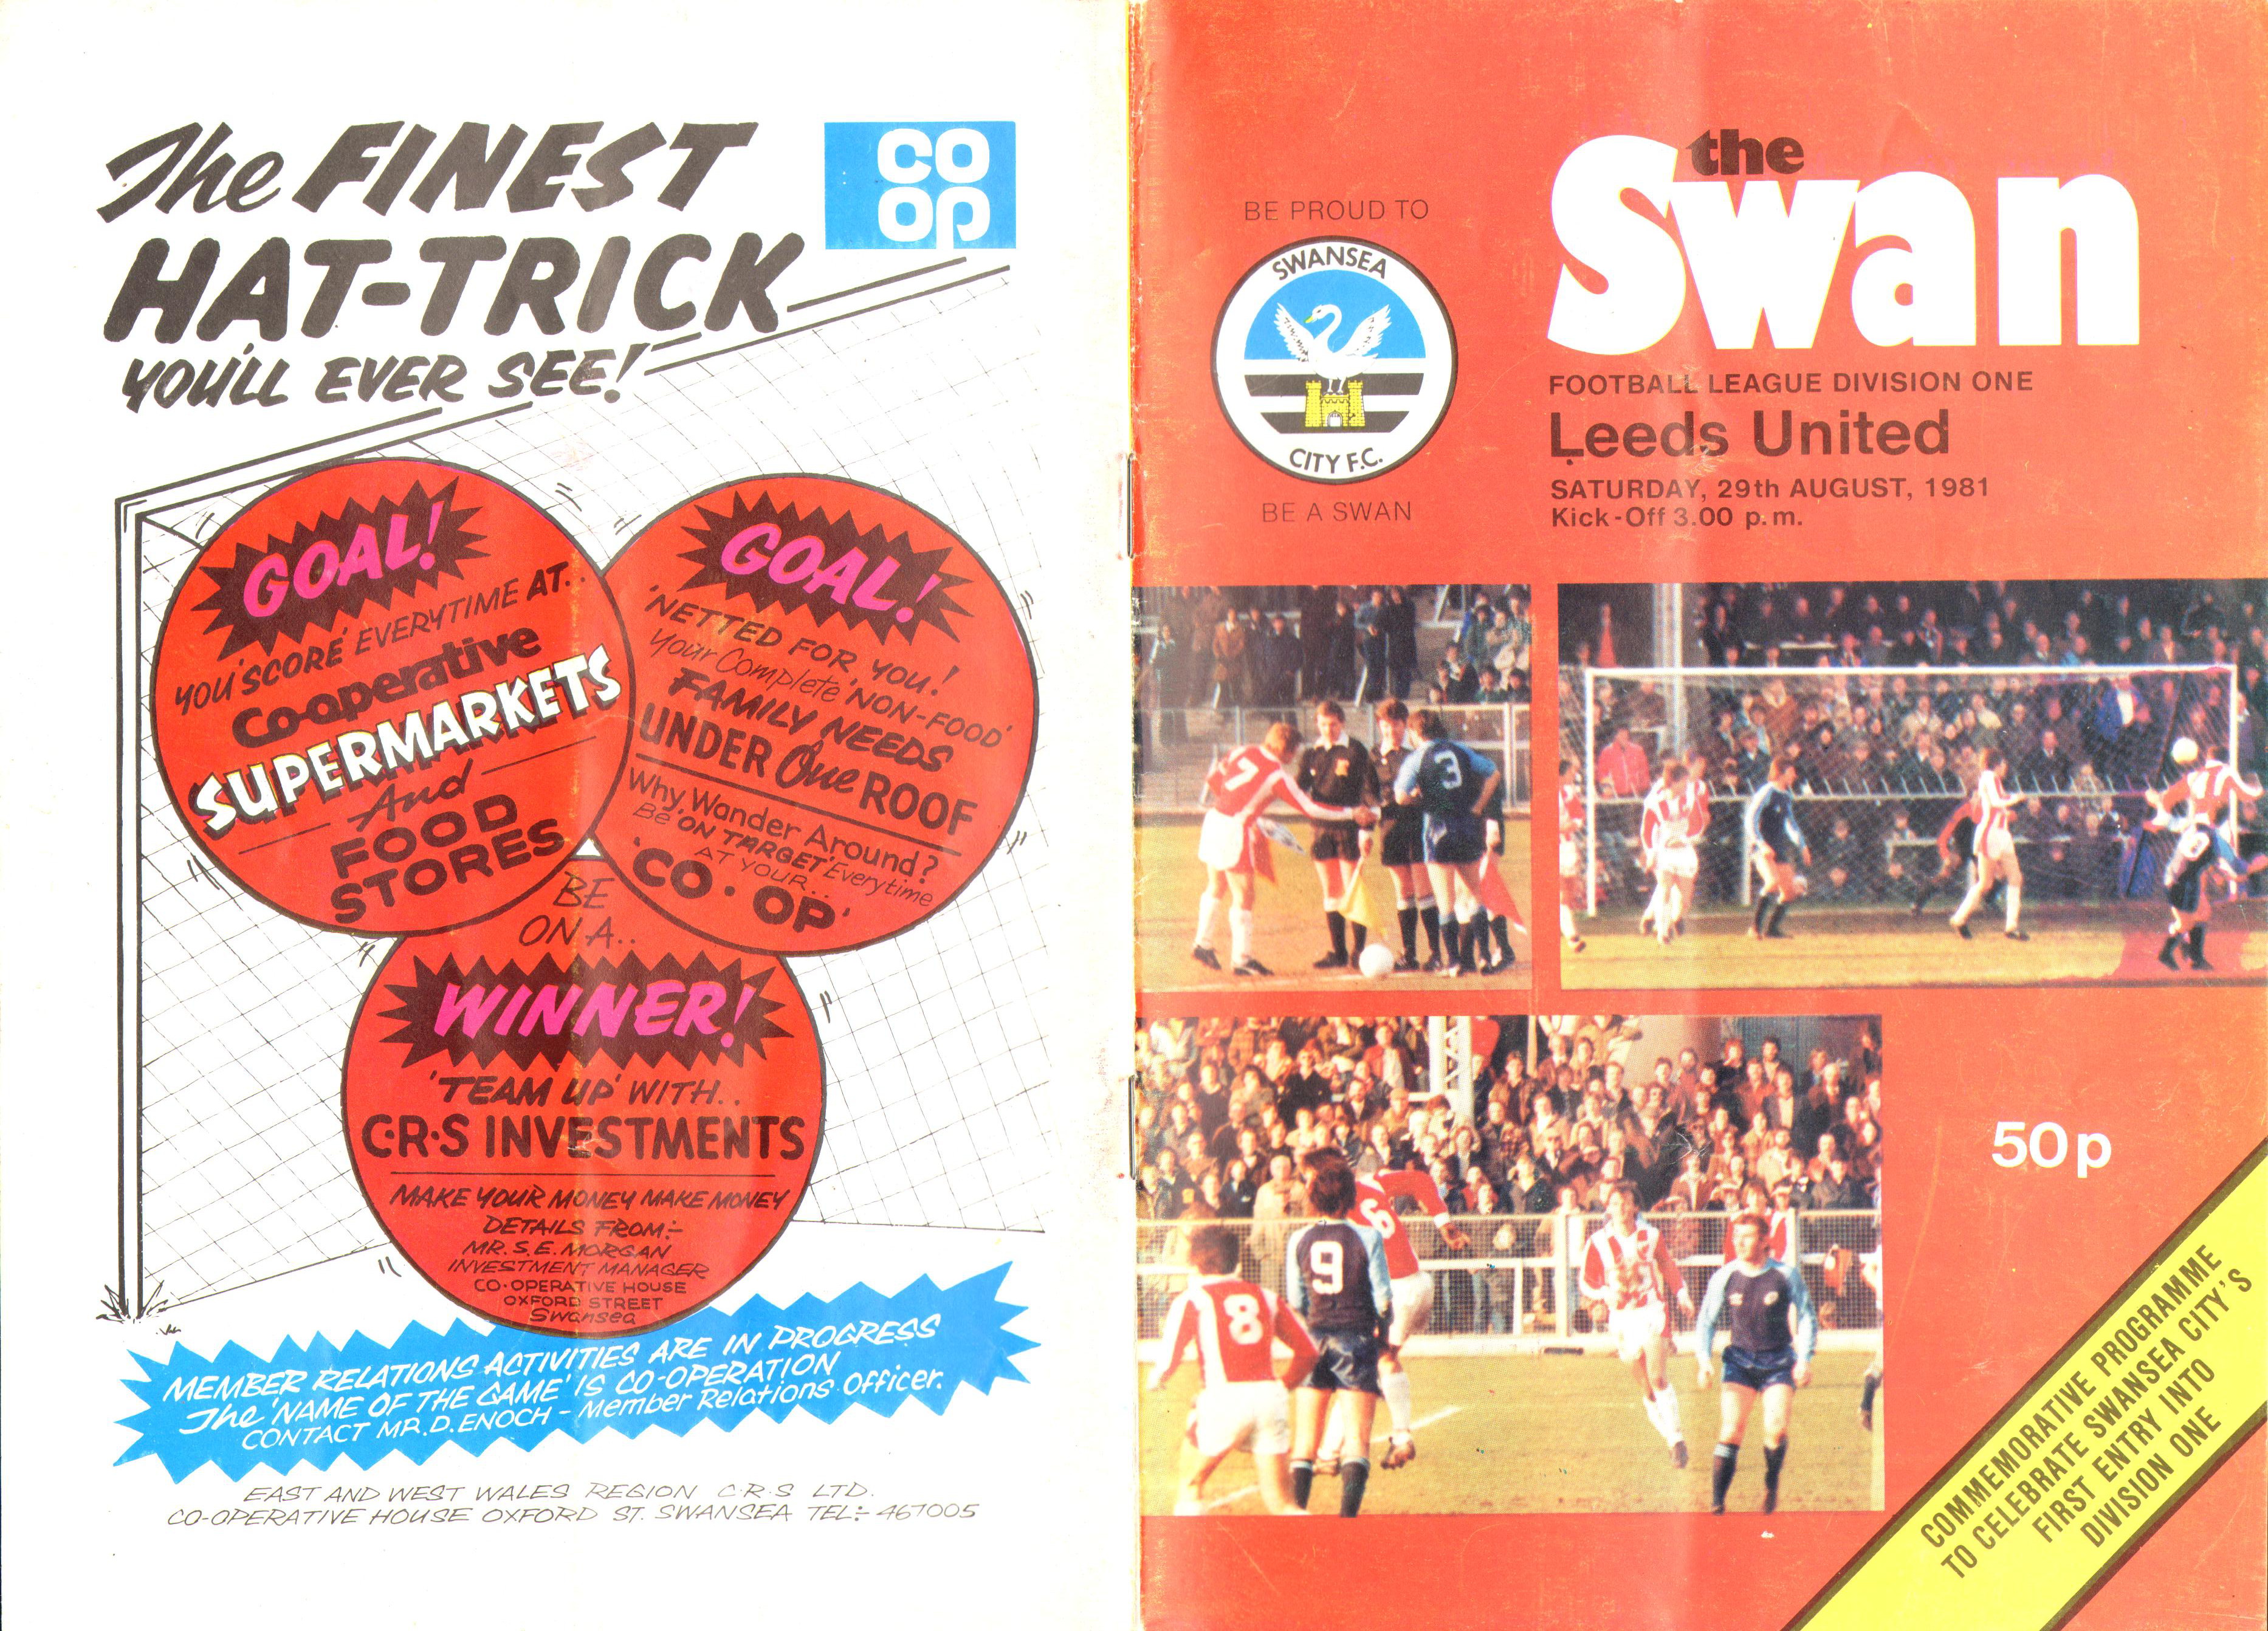 The FINEST
HAT-TRICK
YOU'LL EVER SEE!
CO
OP
GOAL!
YOU 'SCORE' EVERYTIME AT..
Co-operative
SUPERMARKETS
And
FOOD
STORES
GOAL!
'NETTED FOR YOU!
Your Complete 'NON-FOOD'
FAMILY NEEDS
UNDER One ROOF
Why Wander Around?
Be 'ON TARGET' Everytime
AT YOUR..
'CO·OP'
BE
ON A..
WINNER!
'TEAM UP' WITH..
C·R·S INVESTMENTS
MAKE YOUR MONEY MAKE MONEY
DETAILS FROM:-
MR. S. E. MORGAN
INVESTMENT MANAGER
CO·OPERATIVE HOUSE
OXFORD STREET
Swansea
MEMBER RELATIONS ACTIVITIES ARE IN PROGRESS
The 'NAME OF THE GAME' IS CO-OPERATION
CONTACT MR. D. ENOCH - Member Relations Officer.
EAST AND WEST WALES REGION C·R·S LTD.
CO-OPERATIVE HOUSE OXFORD ST. SWANSEA TEL:- 467005
BE PROUD TO
SWANSEA
CITY F.C.
BE A SWAN
the
Swan
FOOTBALL LEAGUE DIVISION ONE
Leeds United
SATURDAY, 29th AUGUST, 1981
Kick-Off 3.00 p.m.
7
3
6
9
8
50p
COMMEMORATIVE PROGRAMME
TO CELEBRATE SWANSEA CITY'S
FIRST ENTRY INTO
DIVISION ONE